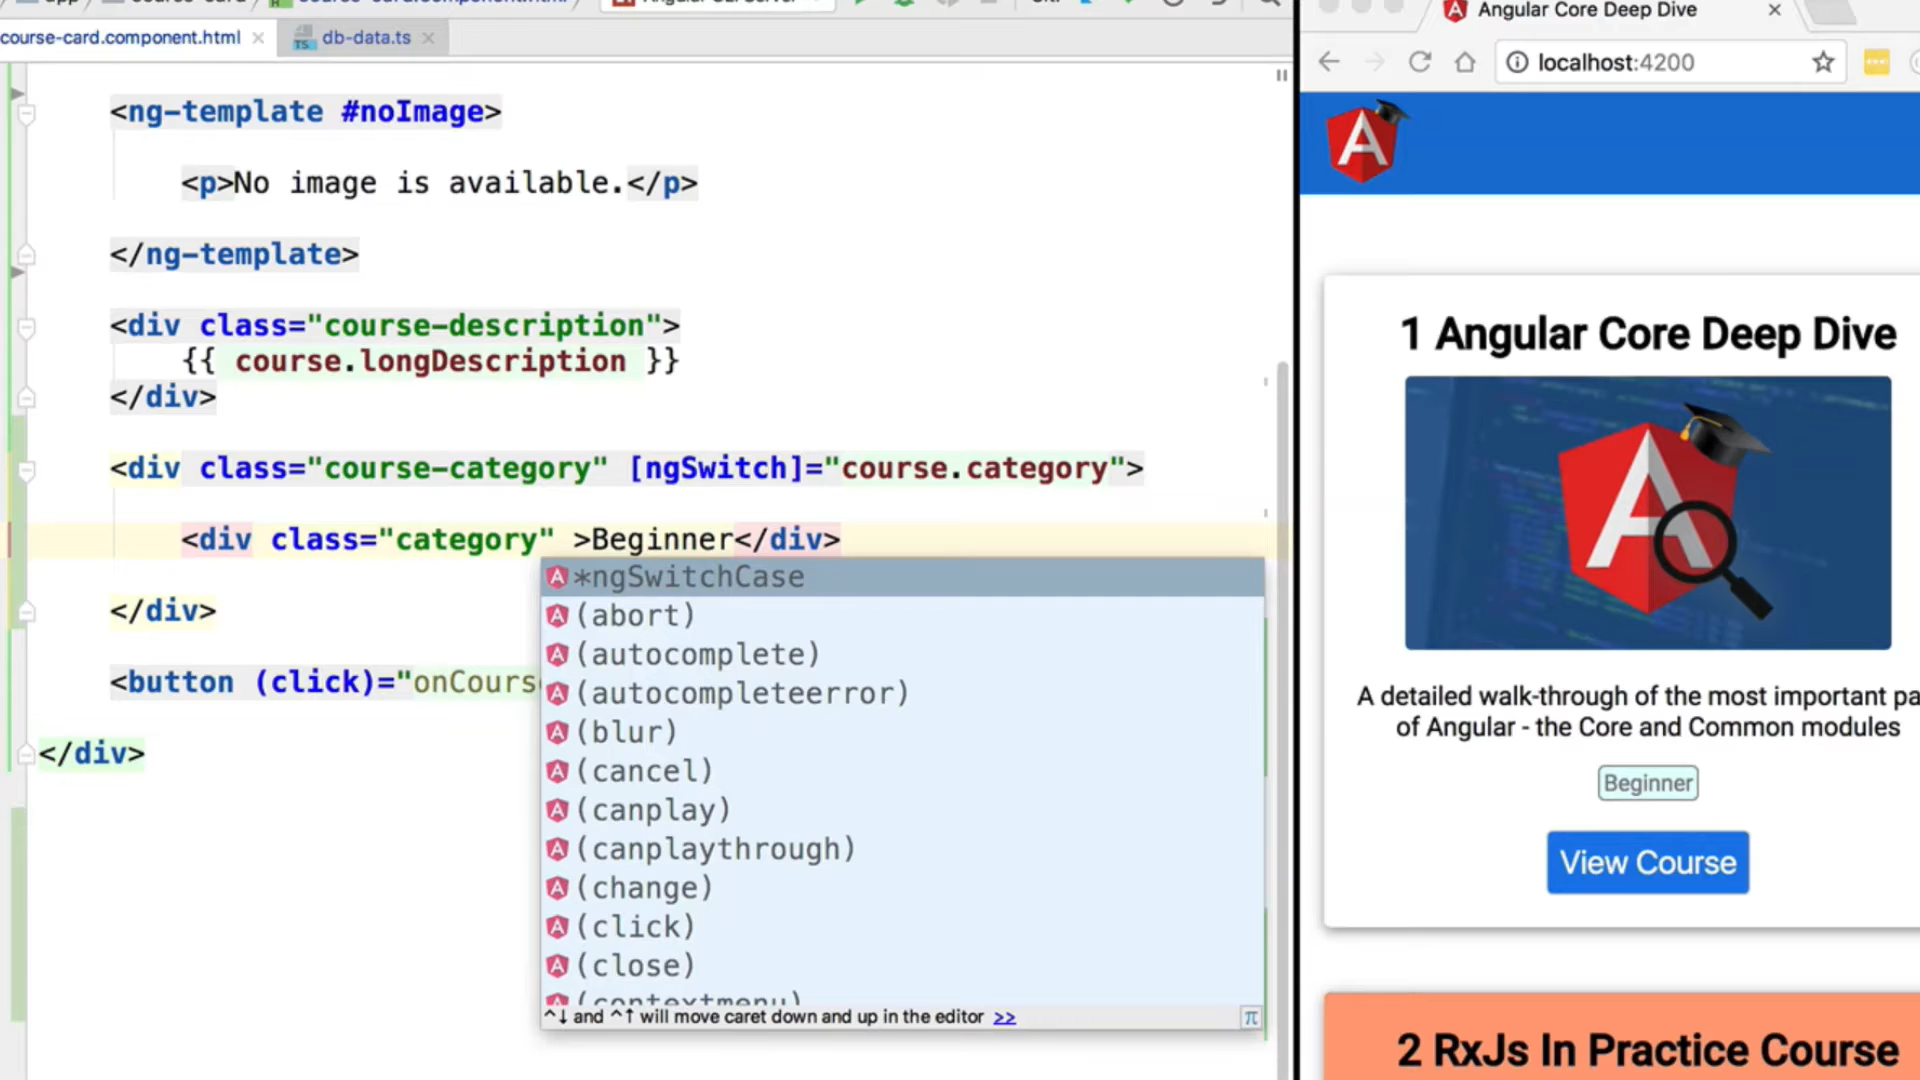 course-card.component.html
db-data.ts
<ng-template #noImage>
<p>No image is available.</p>
</ng-template>
<div class="course-description">
{{ course.longDescription }}
</div>
<div class="course-category" [ngSwitch]="course.category">
<div class="category" >Beginner</div>
</div>
<button (click)="onCours
</div>
*ngSwitchCase
(abort)
(autocomplete)
(autocompleteerror)
(blur)
(cancel)
(canplay)
(canplaythrough)
(change)
(click)
(close)
(contextmenu)
^↓ and ^↑ will move caret down and up in the editor >>
π
Angular Core Deep Dive
localhost:4200
1 Angular Core Deep Dive
A detailed walk-through of the most important pa
of Angular - the Core and Common modules
Beginner
View Course
2 RxJs In Practice Course